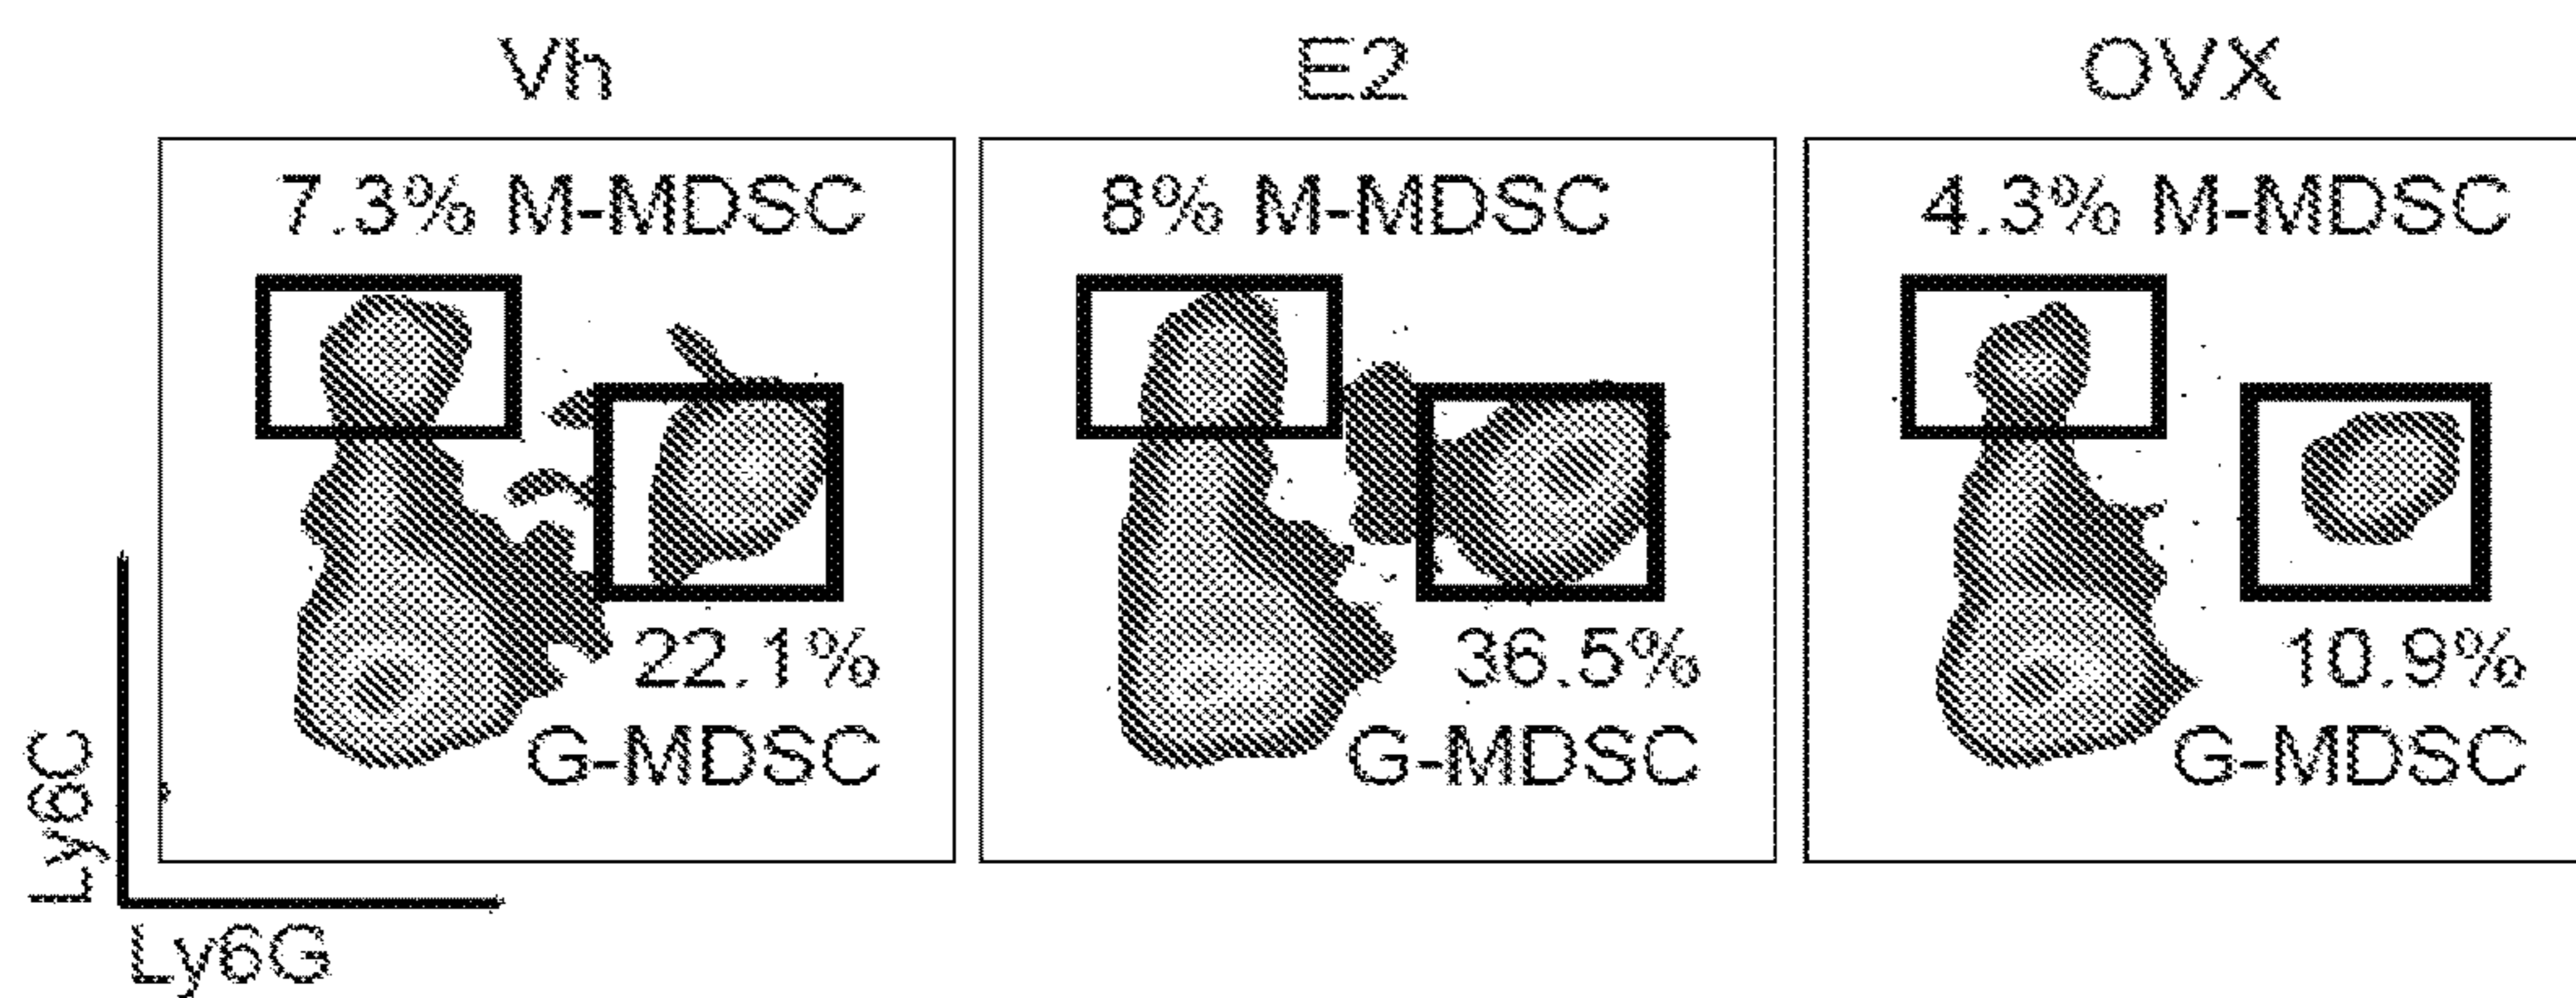 Vh
E2
OVX
7.3% M-MDSC
8% M-MDSC
4.3% M-MDSC
22.1%
G-MDSC
36.5%
G-MDSC
10.9%
G-MDSC
Ly6C
Ly6G